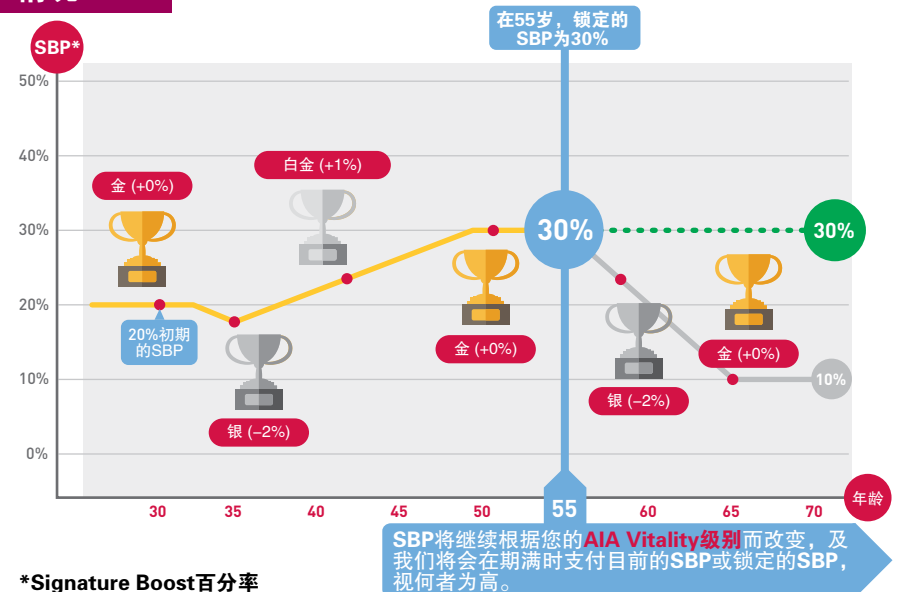 SBP*
在55岁，锁定的
SBP为30%
50%
40%
30%
20%
10%
0%
金 (+0%)
白金 (+1%)
20%初期
的SBP
银 (–2%)
金 (+0%)
30%
30%
银 (–2%)
金 (+0%)
10%
30
35
40
45
50
55
60
65
70
年龄
SBP将继续根据您的AIA Vitality级别而改变，及
我们将会在期满时支付目前的SBP或锁定的SBP，
视何者为高。
*Signature Boost百分率